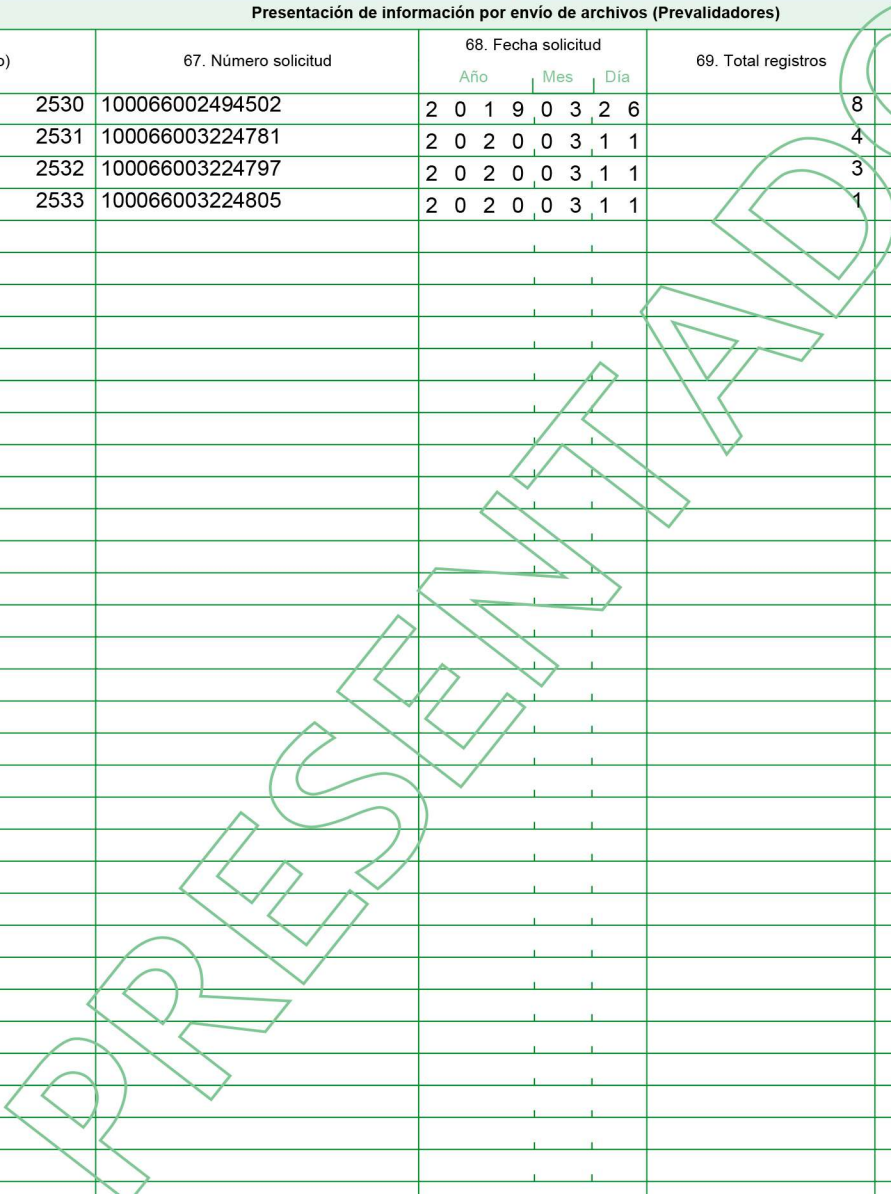 Presentación de información por envío de archivos (Prevalidadores)
o) 67. Número solicitud 68. Fecha solicitud 69. Total registros
Año Mes Día
2530 100066002494502 2 0 1 9 0 3 2 6 8
2531 100066003224781 2 0 2 0 0 3 1 1 4
2532 100066003224797 2 0 2 0 0 3 1 1 3
2533 100066003224805 2 0 2 0 0 3 1 1 1
PRESENTADO